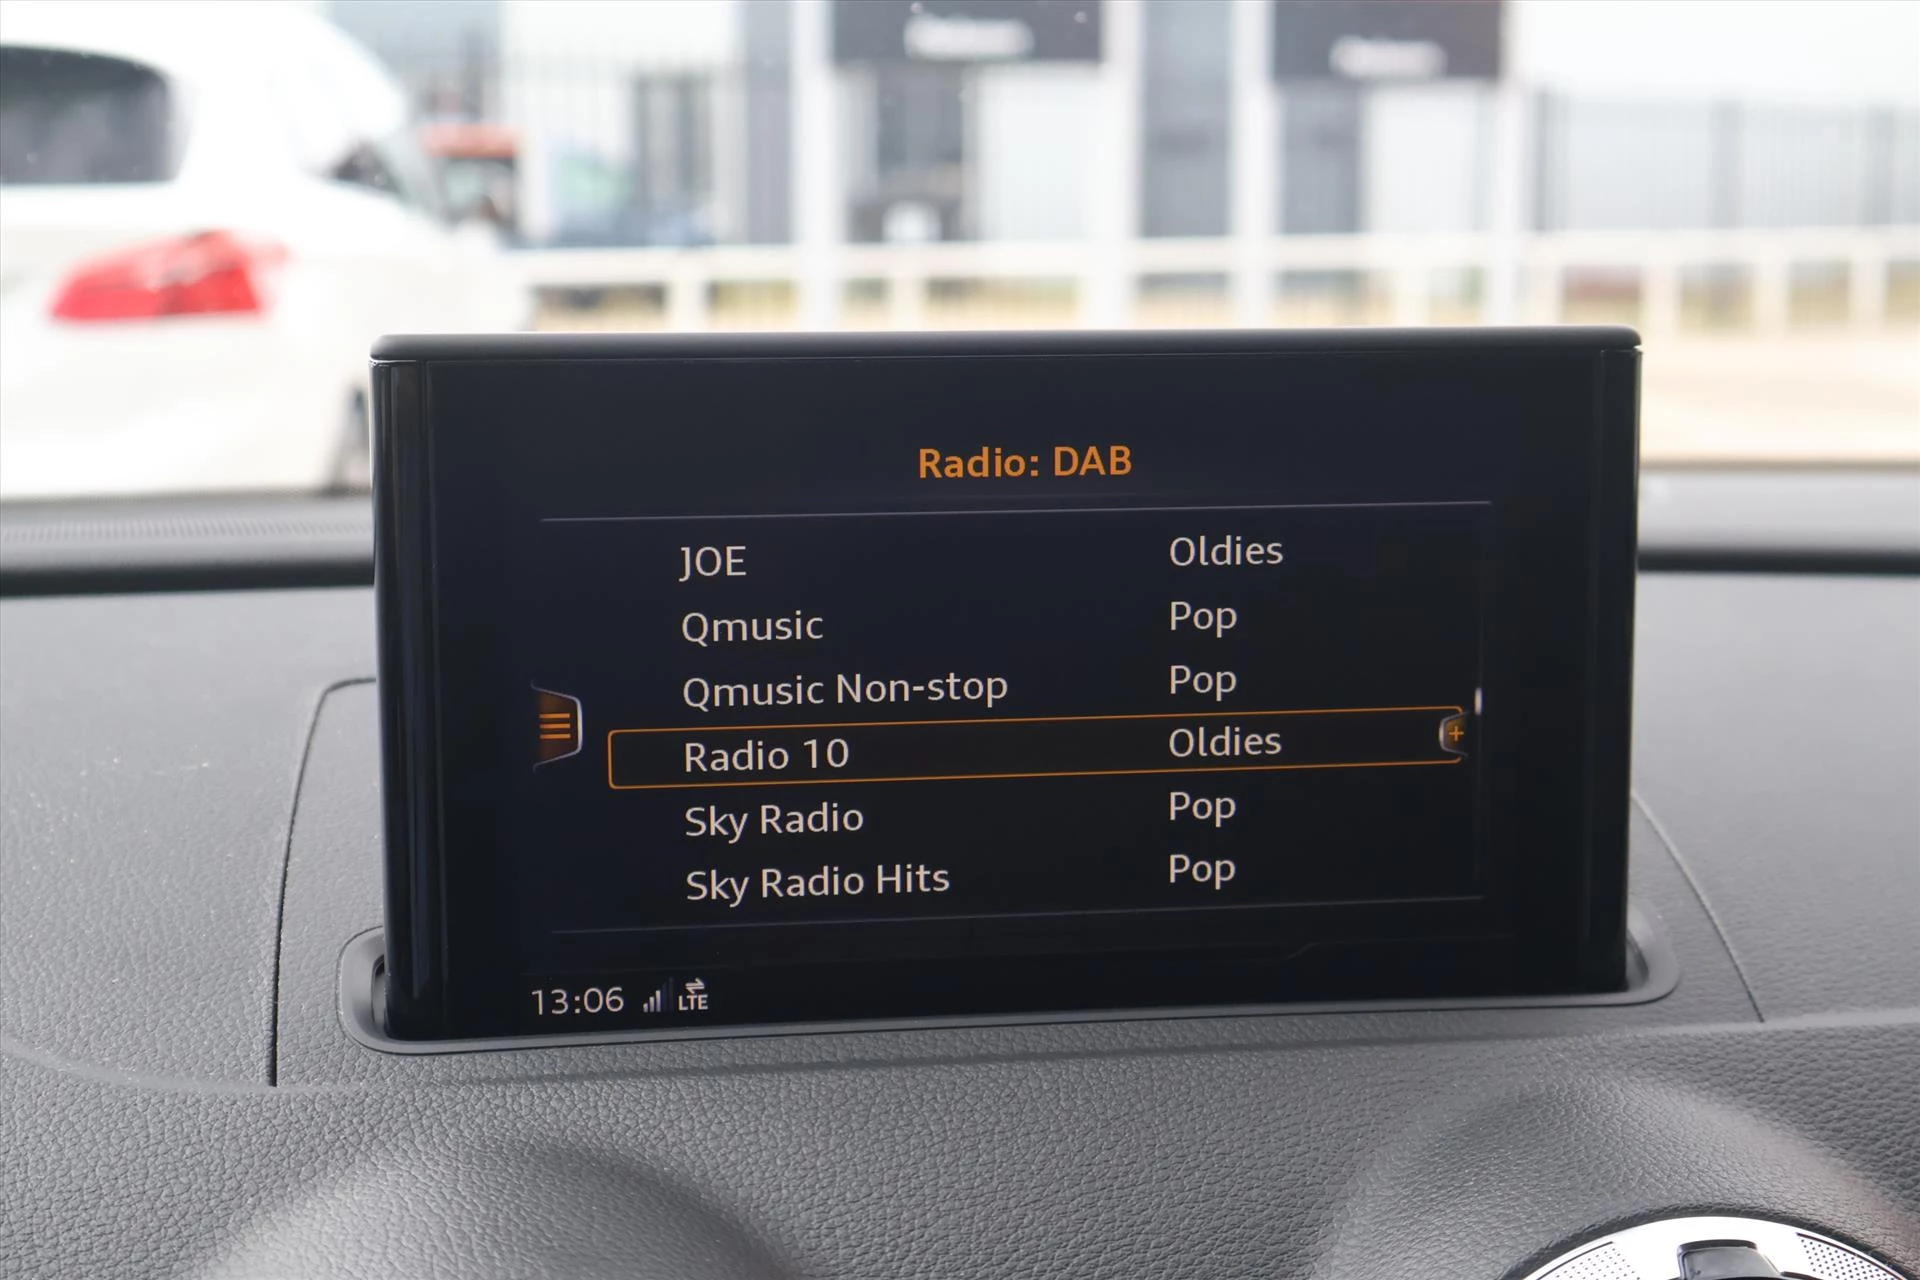 Radio: DAB
JOE Oldies
Qmusic Pop
Qmusic Non-stop Pop
Radio 10 Oldies
Sky Radio Pop
Sky Radio Hits Pop
13:06 LTE